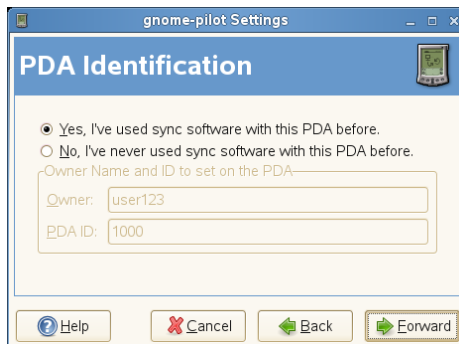 gnome-pilot Settings
PDA Identification
Yes, I've used sync software with this PDA before.
No, I've never used sync software with this PDA before.
Owner Name and ID to set on the PDA
Owner: user123
PDA ID: 1000
Help Cancel Back Forward